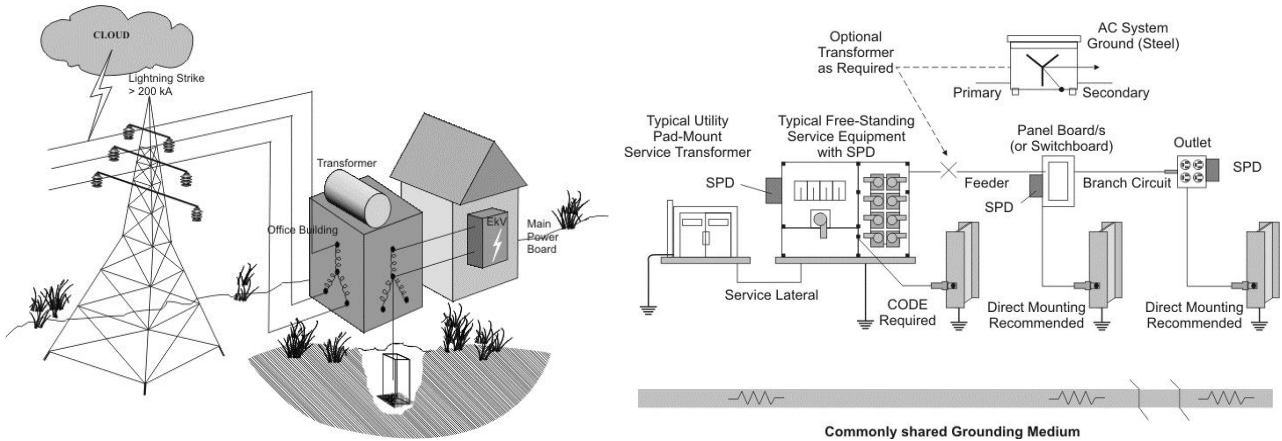 CLOUD
Lightning Strike
> 200 kA
Transformer
Office Building
EkV
Main
Power
Board
Optional
Transformer
as Required
AC System
Ground (Steel)
Primary
Secondary
Typical Utility
Pad-Mount
Service Transformer
Typical Free-Standing
Service Equipment
with SPD
Panel Board/s
(or Switchboard)
Outlet
SPD
Feeder
SPD
Branch Circuit
SPD
Service Lateral
CODE
Required
Direct Mounting
Recommended
Direct Mounting
Recommended
Commonly shared Grounding Medium